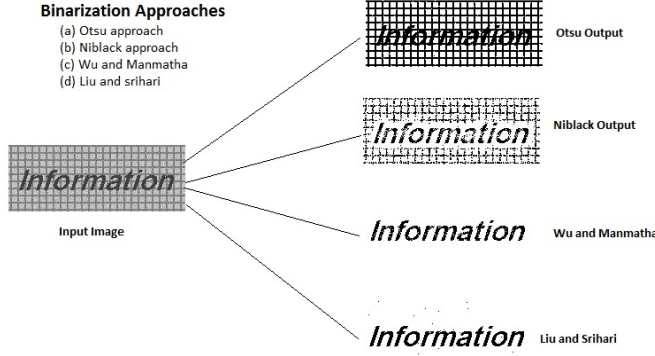 Binarization Approaches
(a) Otsu approach
(b) Niblack approach
(c) Wu and Manmatha
(d) Liu and srihari
Information
Otsu Output
Information
Niblack Output
Information
Input Image
Information
Wu and Manmatha
Information
Liu and Srihari